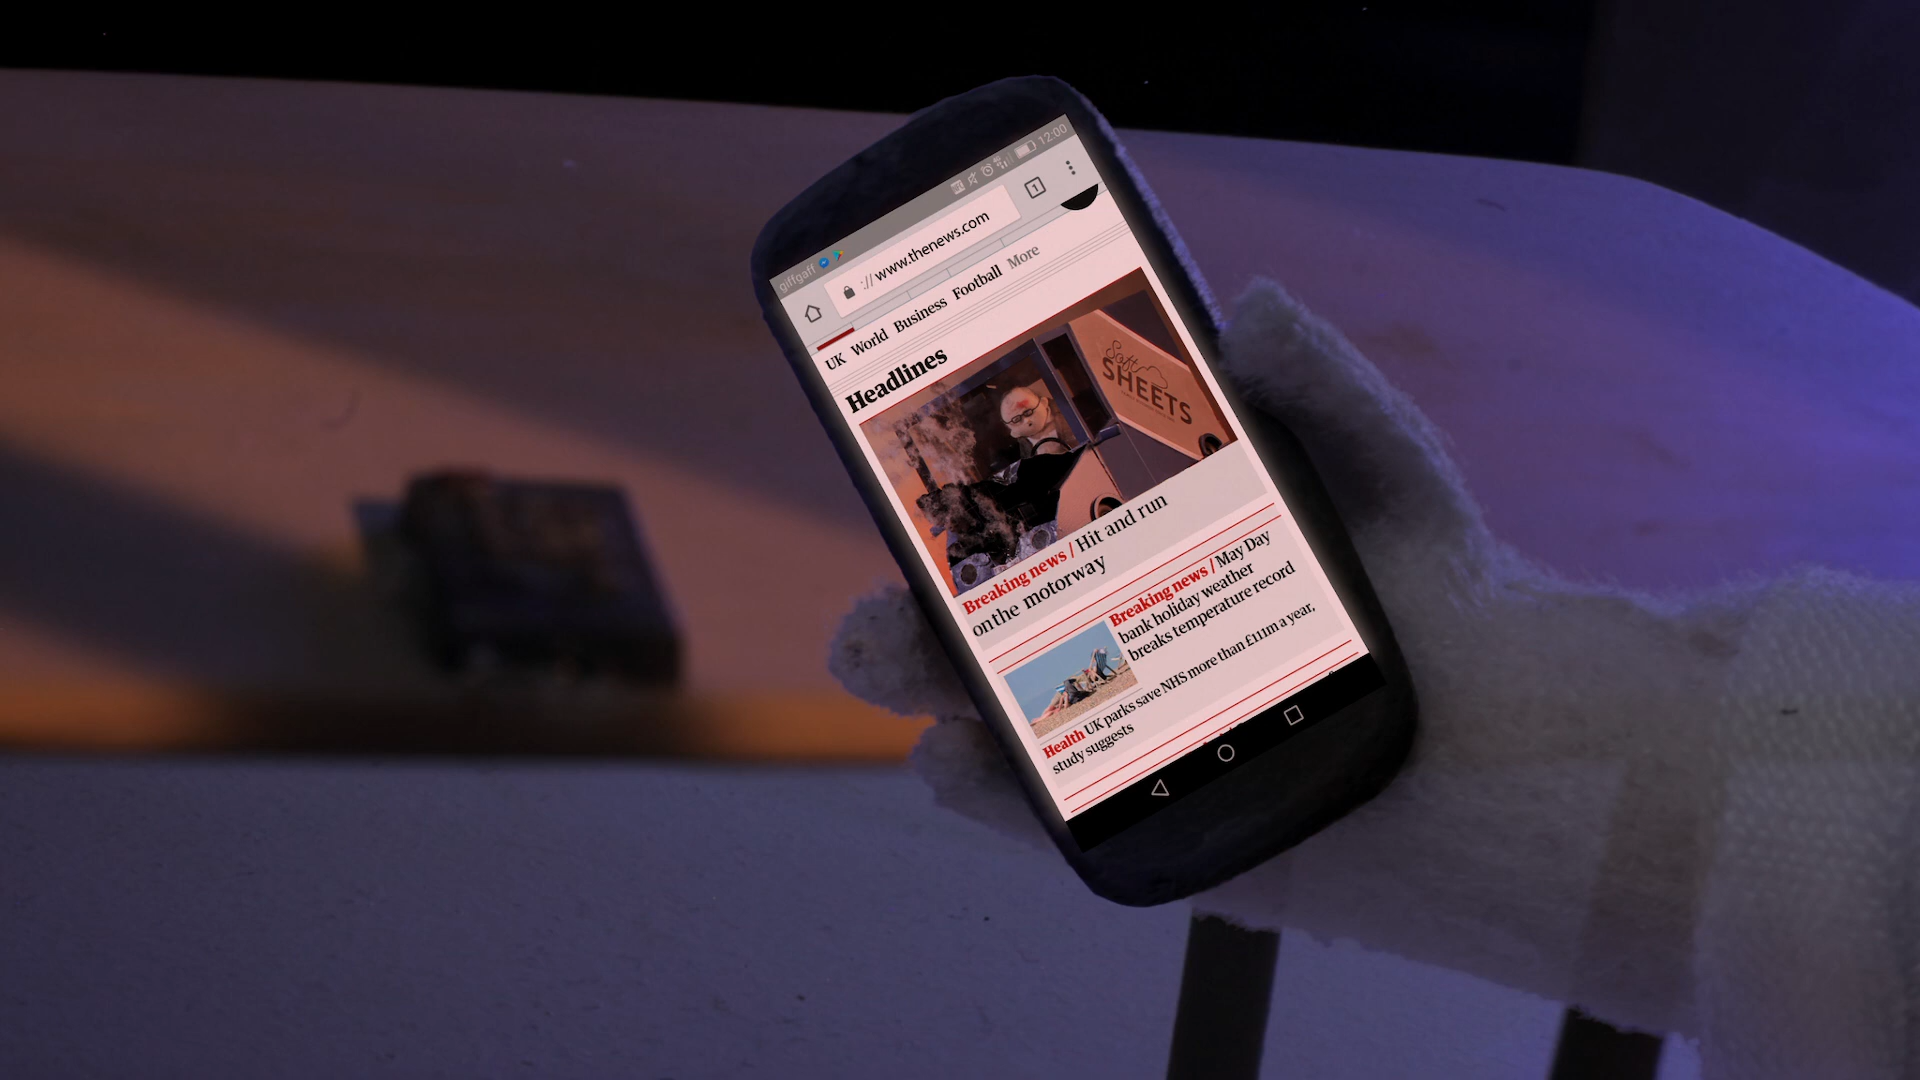 giffgaff 12:00
1
://www.thenews.com
UK World Business Football More
Headlines
Soft
SHEETS
Breaking news / Hit and run
onthe motorway
Breaking news / May Day
bank holiday weather
breaks temperature record
Health UK parks save NHS more than £111m a year,
study suggests